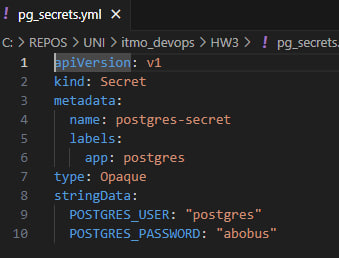 ! pg_secrets.yml ×
C: > REPOS > UNI > itmo_devops > HW3 > ! pg_secrets.
1 apiVersion: v1
2 kind: Secret
3 metadata:
4   name: postgres-secret
5   labels:
6     app: postgres
7 type: Opaque
8 stringData:
9   POSTGRES_USER: "postgres"
10   POSTGRES_PASSWORD: "abobus"